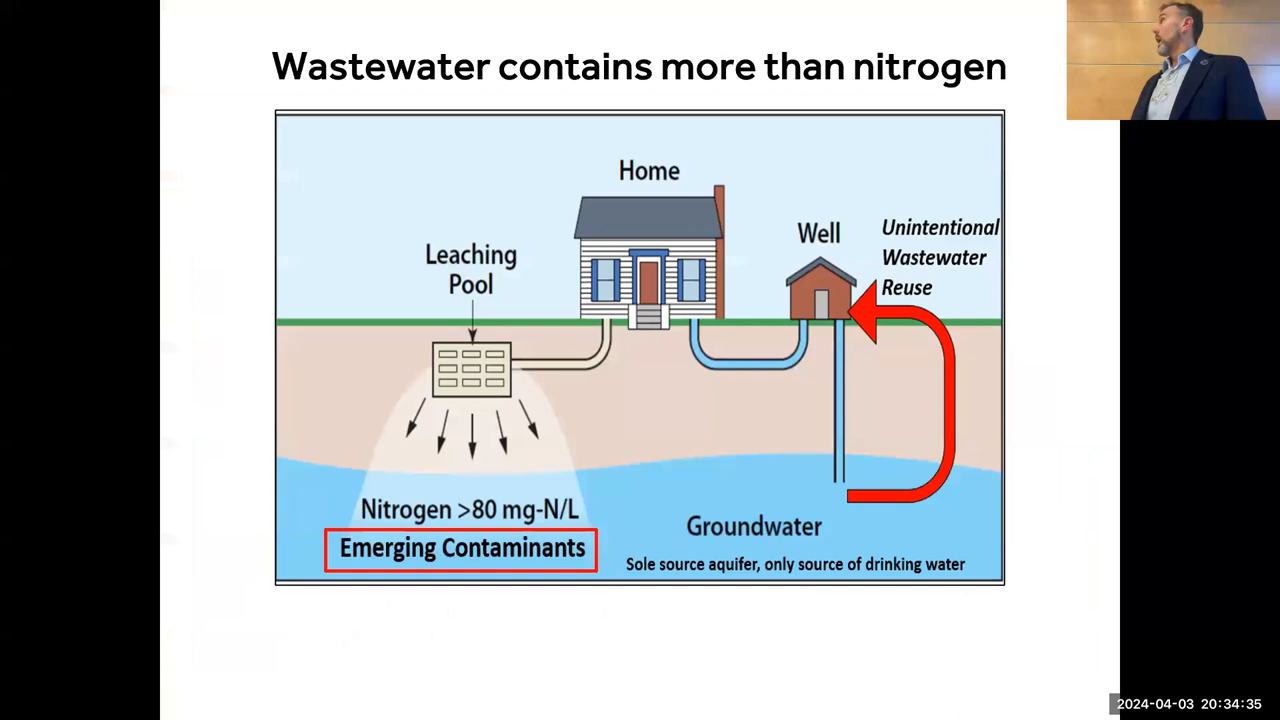 Wastewater contains more than nitrogen
Home
Well
Unintentional
Wastewater
Reuse
Leaching
Pool
Nitrogen >80 mg-N/L
Emerging Contaminants
Groundwater
Sole source aquifer, only source of drinking water
2024-04-03 20:34:35